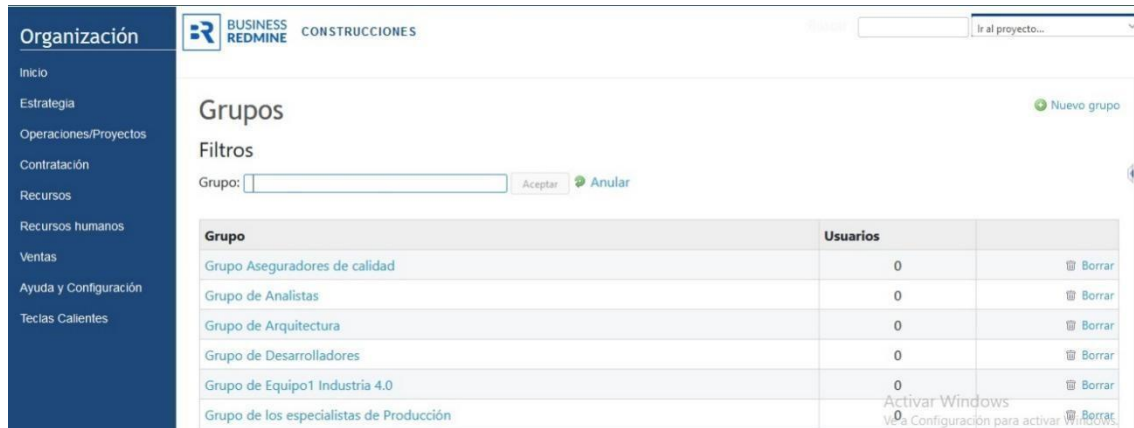 Organización
Inicio
Estrategia
Operaciones/Proyectos
Contratación
Recursos
Recursos humanos
Ventas
Ayuda y Configuración
Teclas Calientes
BUSINESS
REDMINE
CONSTRUCCIONES
Ir al proyecto...
Grupos
Nuevo grupo
Filtros
Grupo: Aceptar Anular
Grupo Usuarios
Grupo Aseguradores de calidad 0 Borrar
Grupo de Analistas 0 Borrar
Grupo de Arquitectura 0 Borrar
Grupo de Desarrolladores 0 Borrar
Grupo de Equipo1 Industria 4.0 0 Borrar
Grupo de los especialistas de Producción 0 Borrar
Activar Windows
Ve a Configuración para activar Windows.